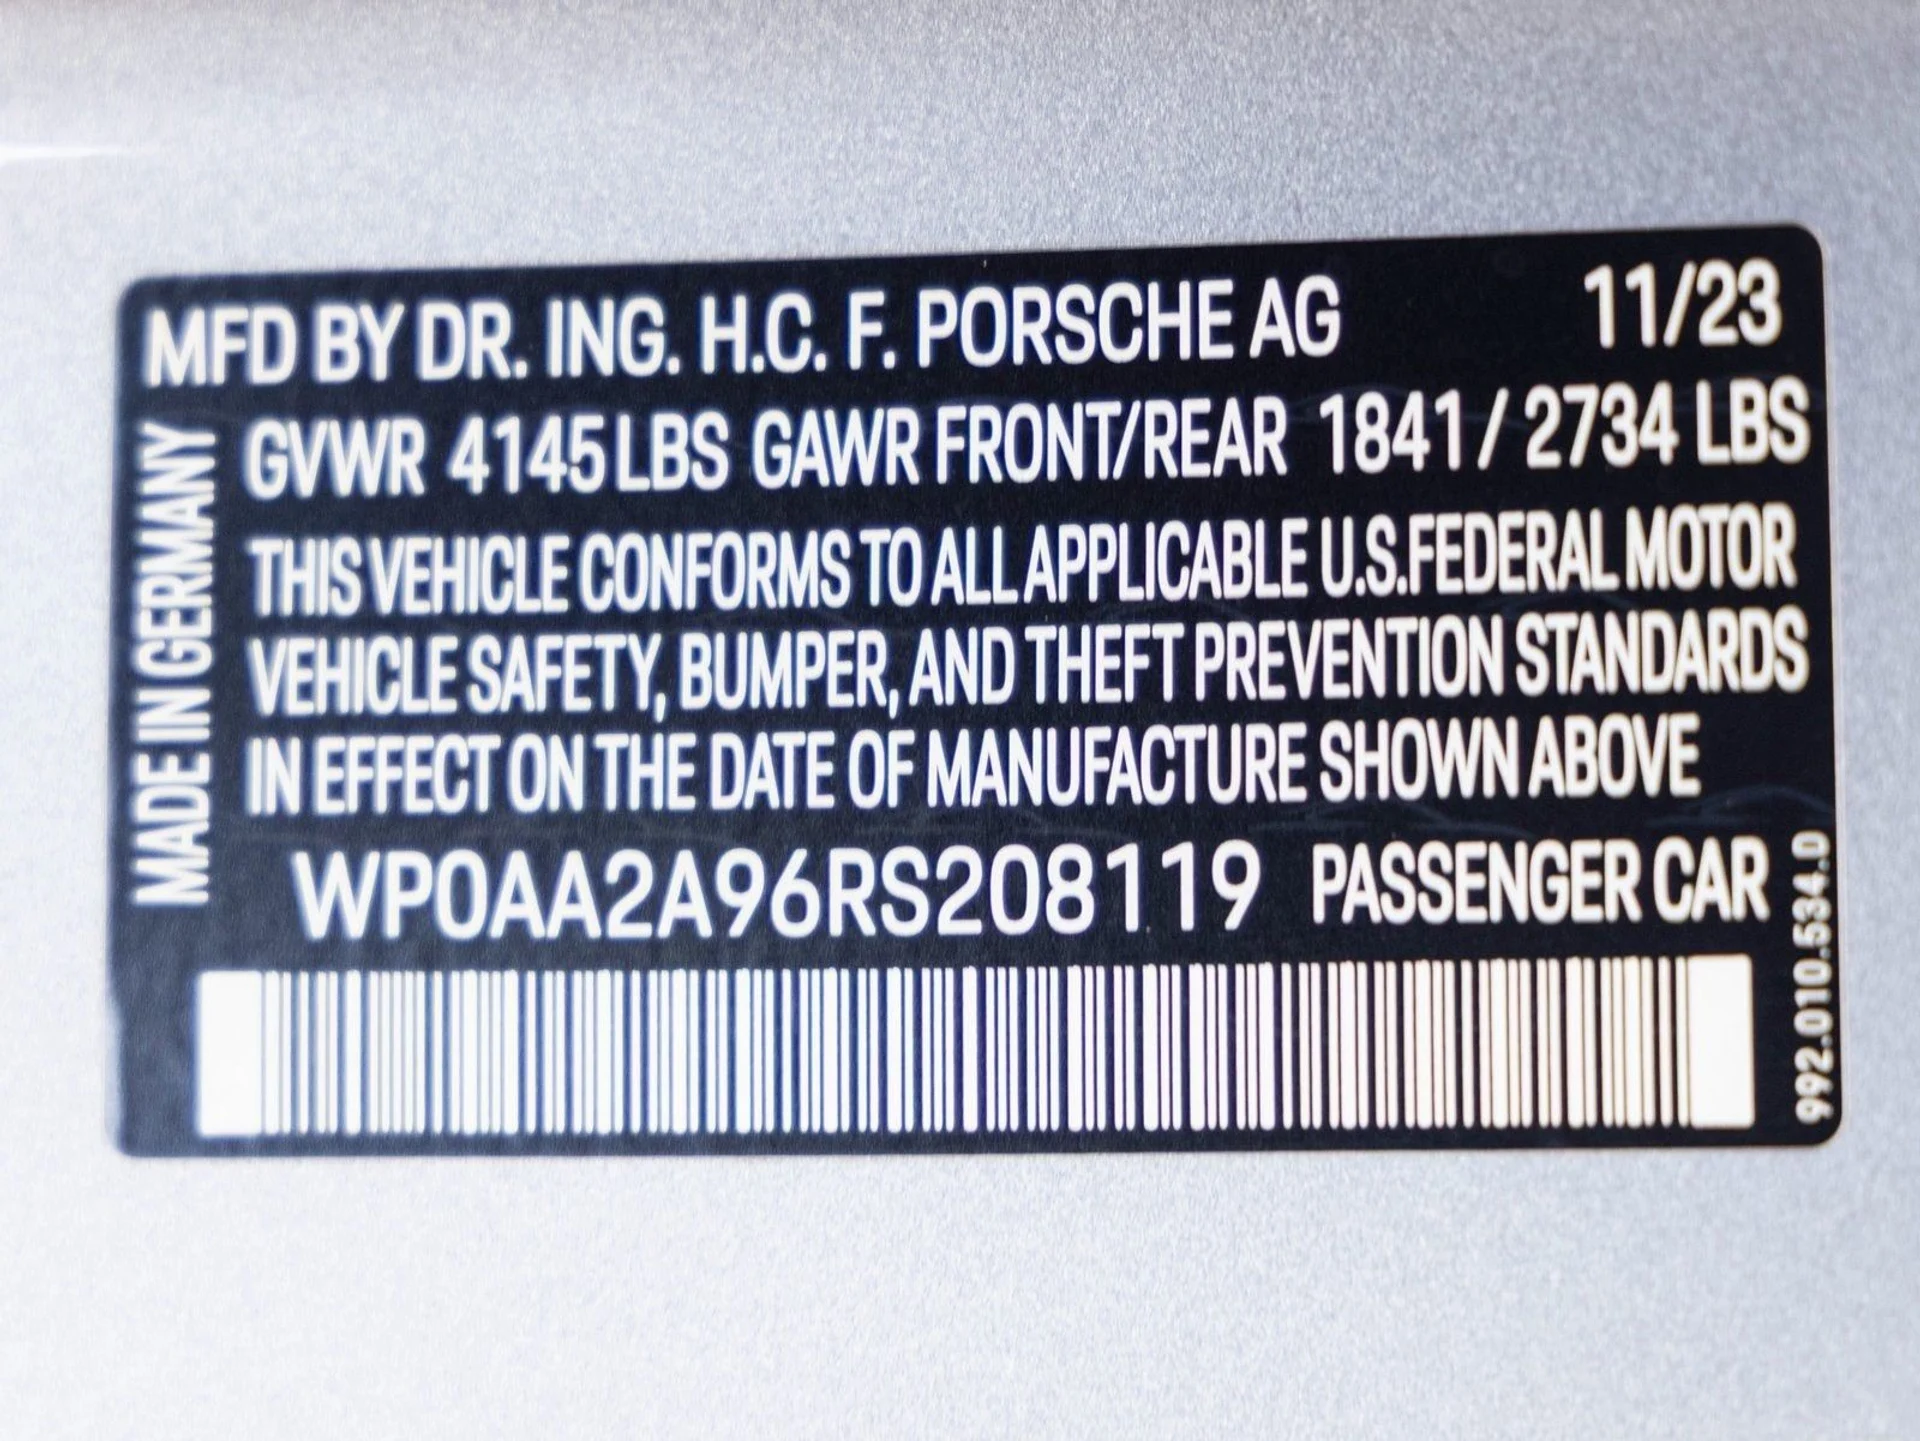 MFD BY DR. ING. H.C. F. PORSCHE AG 11/23
GVWR 4145 LBS GAWR FRONT/REAR 1841 / 2734 LBS
THIS VEHICLE CONFORMS TO ALL APPLICABLE U.S.FEDERAL MOTOR
VEHICLE SAFETY, BUMPER, AND THEFT PREVENTION STANDARDS
IN EFFECT ON THE DATE OF MANUFACTURE SHOWN ABOVE
WP0AA2A96RS208119 PASSENGER CAR
MADE IN GERMANY
992.010.534.D